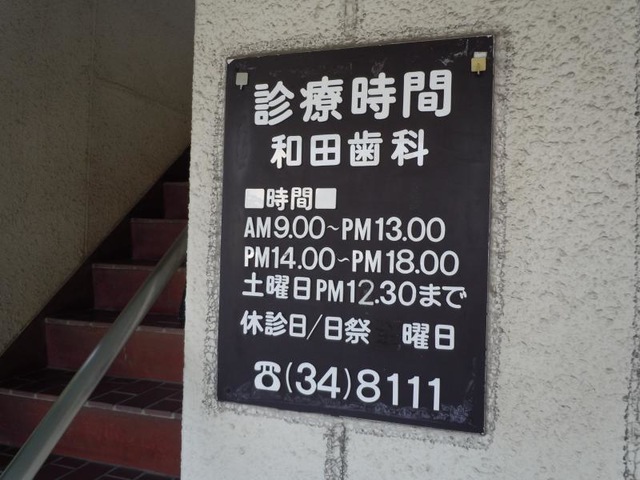 診療時間
和田歯科
■時間■
AM9.00~PM13.00
PM14.00~PM18.00
土曜日PM12.30まで
休診日/日祭 曜日
☎(34)8111